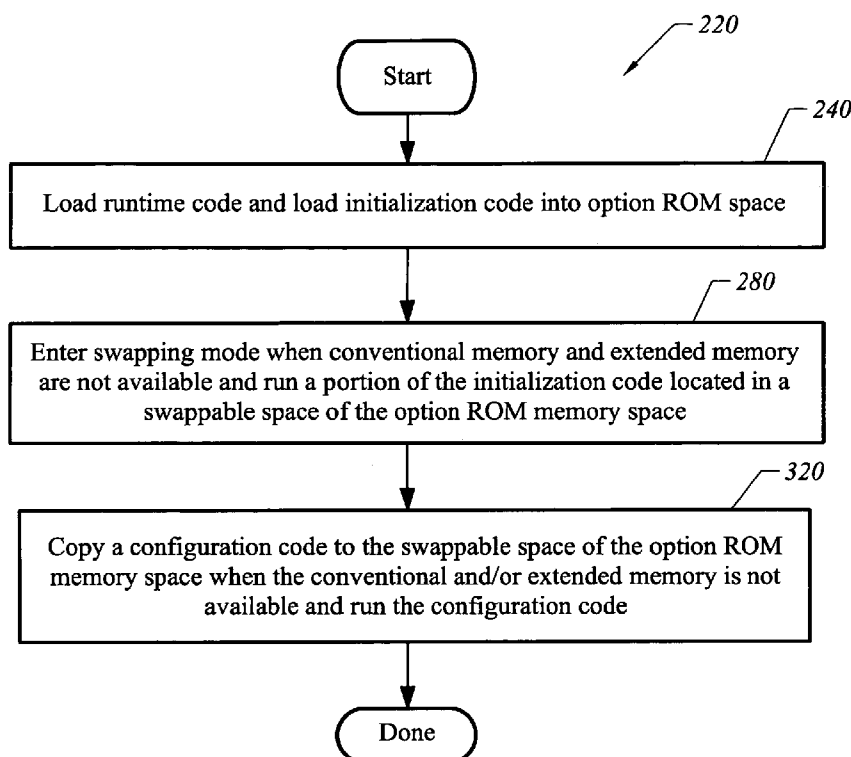 220
Start
240
Load runtime code and load initialization code into option ROM space
280
Enter swapping mode when conventional memory and extended memory
are not available and run a portion of the initialization code located in a
swappable space of the option ROM memory space
320
Copy a configuration code to the swappable space of the option ROM
memory space when the conventional and/or extended memory is not
available and run the configuration code
Done